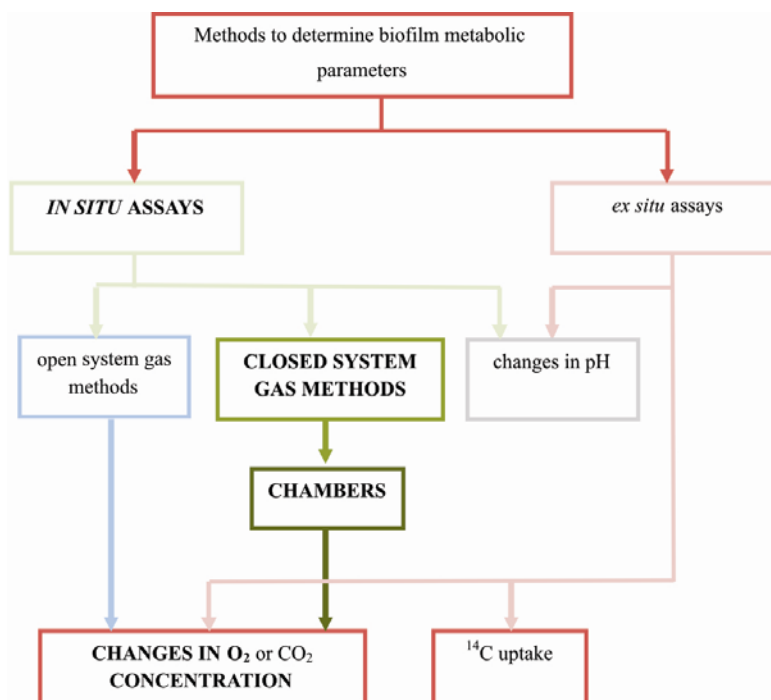 Methods to determine biofilm metabolic
parameters
IN SITU ASSAYS
ex situ assays
open system gas
methods
CLOSED SYSTEM
GAS METHODS
changes in pH
CHAMBERS
CHANGES IN O₂ or CO₂
CONCENTRATION
¹⁴C uptake